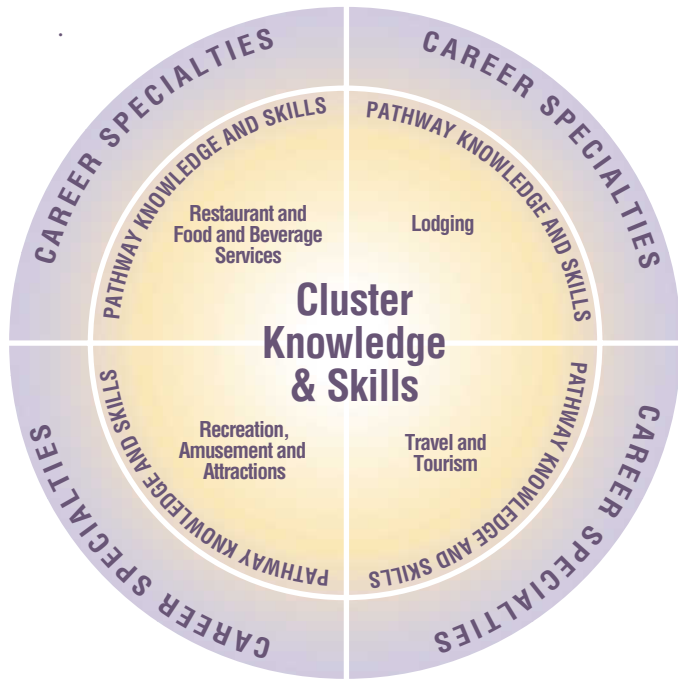 CAREER SPECIALTIES
CAREER SPECIALTIES
PATHWAY KNOWLEDGE AND SKILLS
PATHWAY KNOWLEDGE AND SKILLS
Restaurant and
Food and Beverage
Services
Lodging
Cluster
Knowledge
& Skills
Recreation,
Amusement and
Attractions
Travel and
Tourism
PATHWAY KNOWLEDGE AND SKILLS
PATHWAY KNOWLEDGE AND SKILLS
CAREER SPECIALTIES
CAREER SPECIALTIES